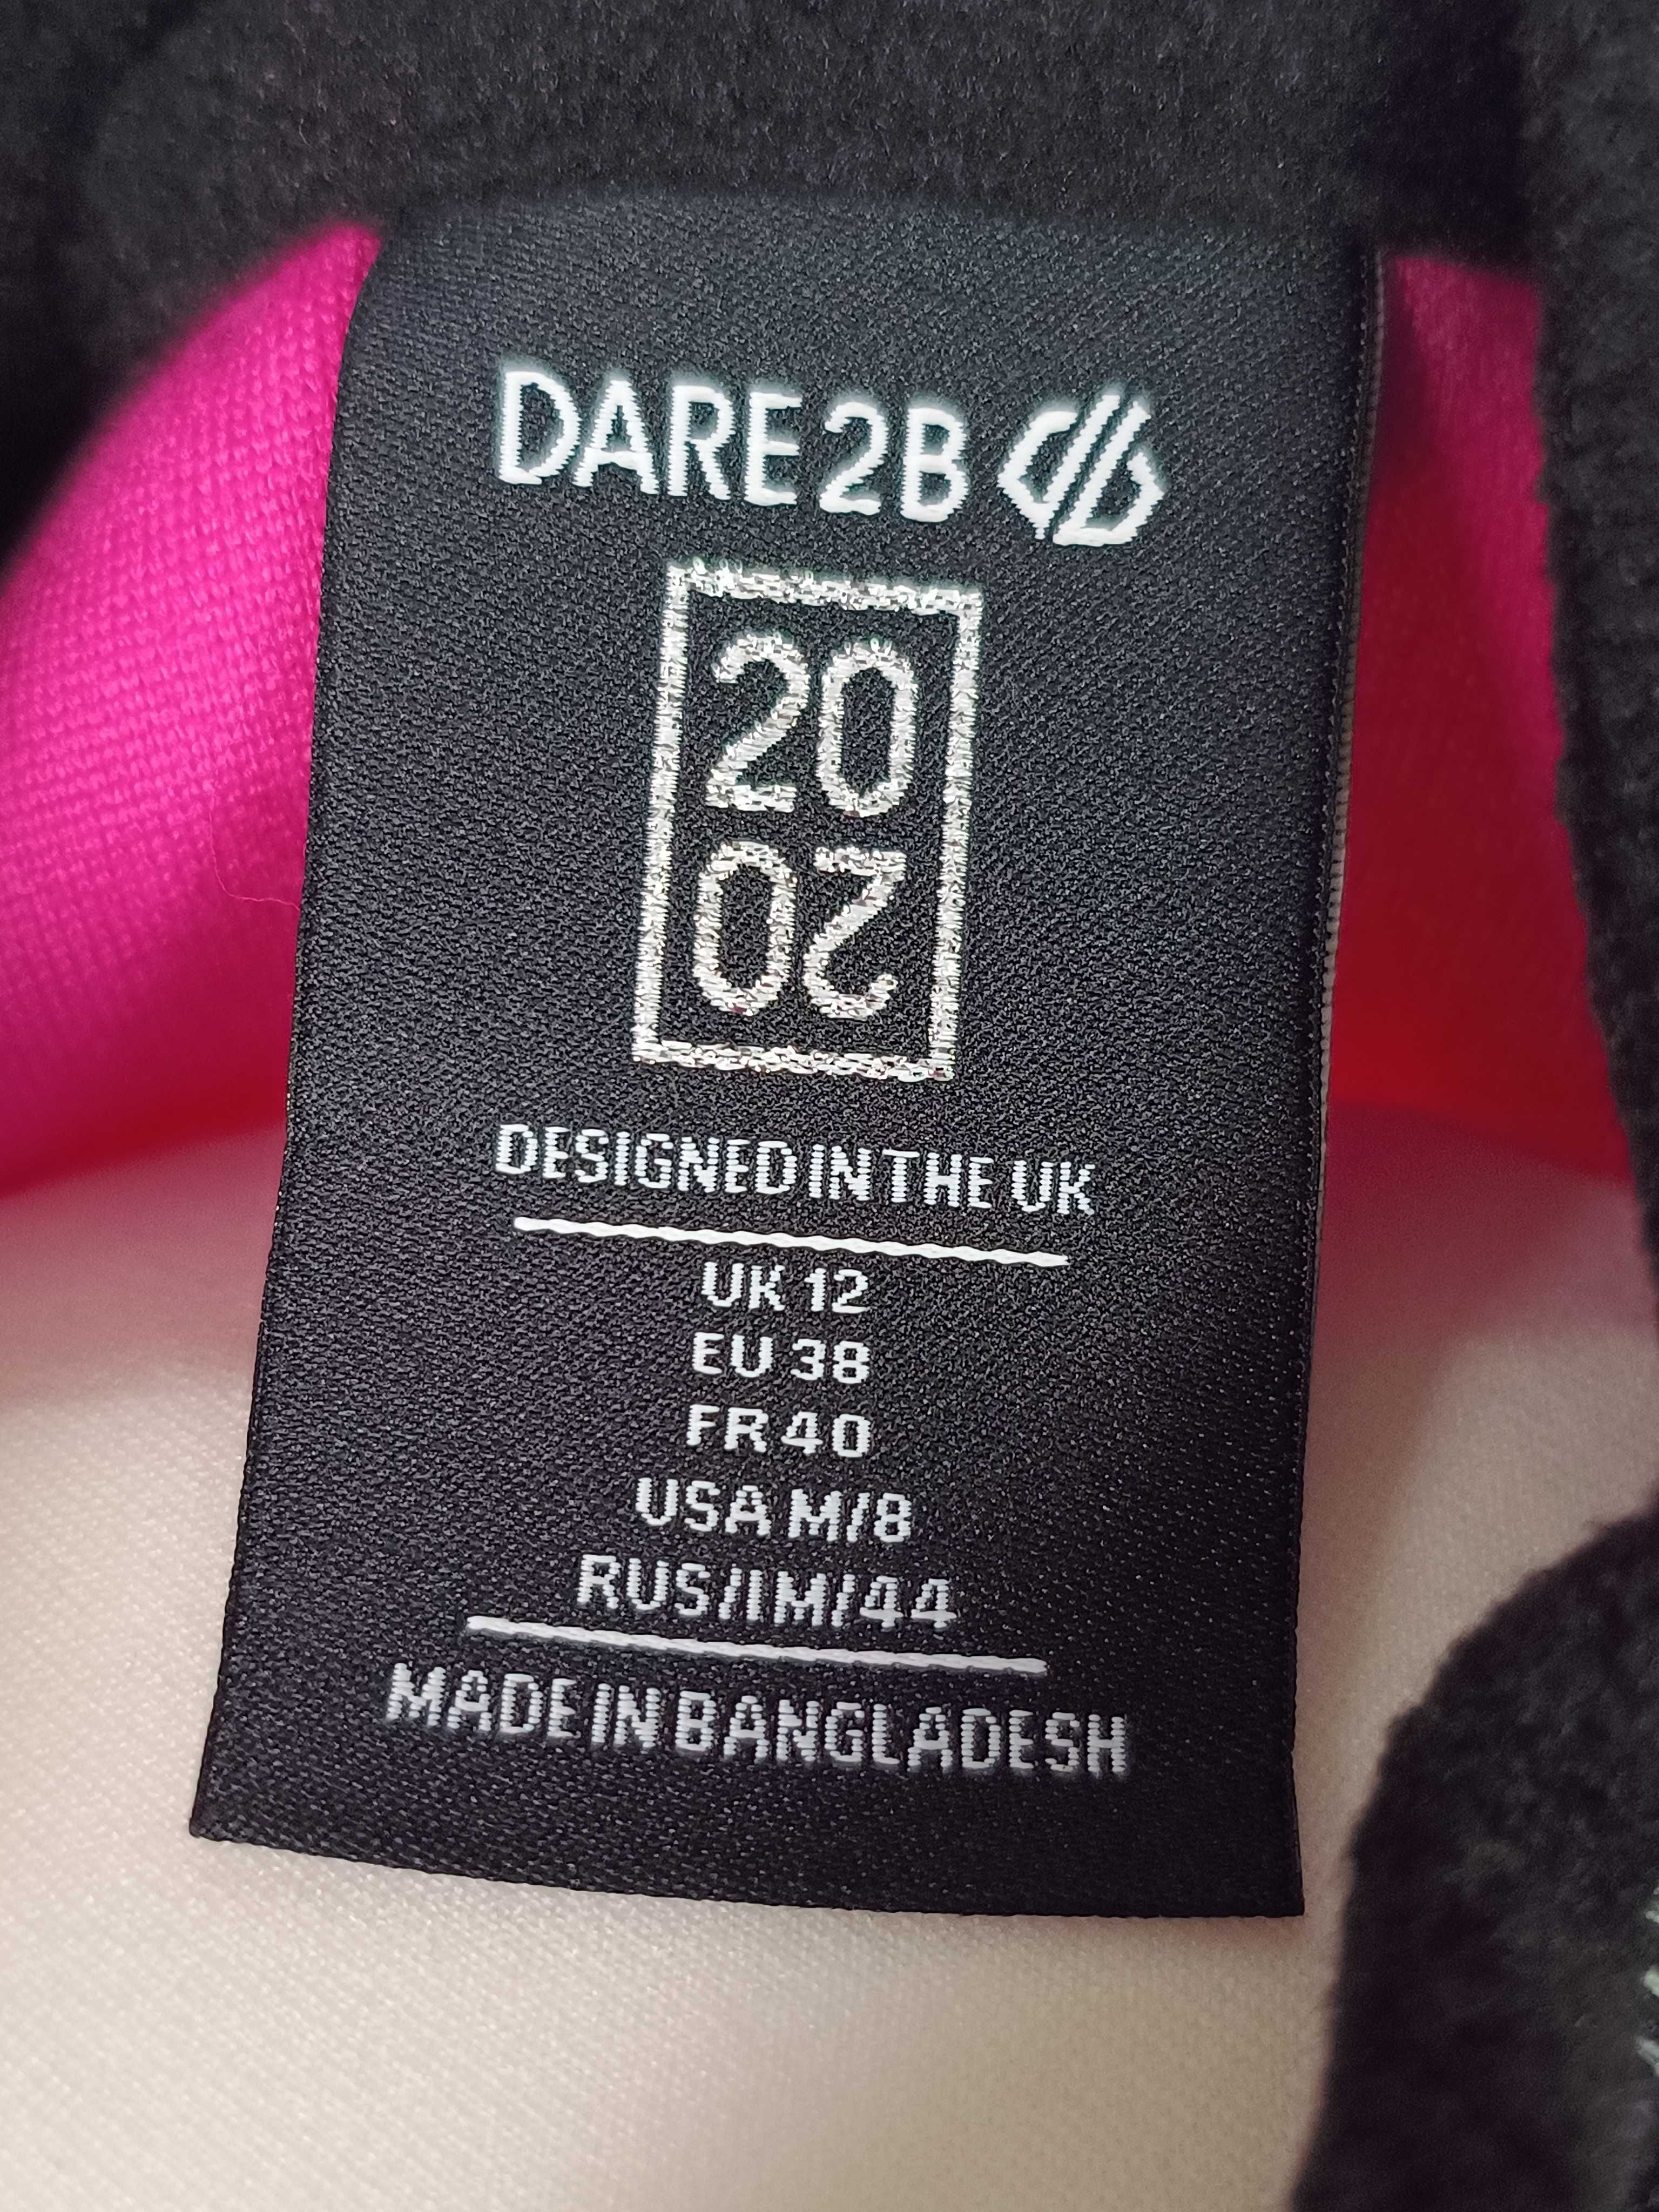 DARE 2B
20
02
DESIGNED IN THE UK
UK 12
EU 38
FR 40
USA M/8
RUS/IM/44
MADE IN BANGLADESH